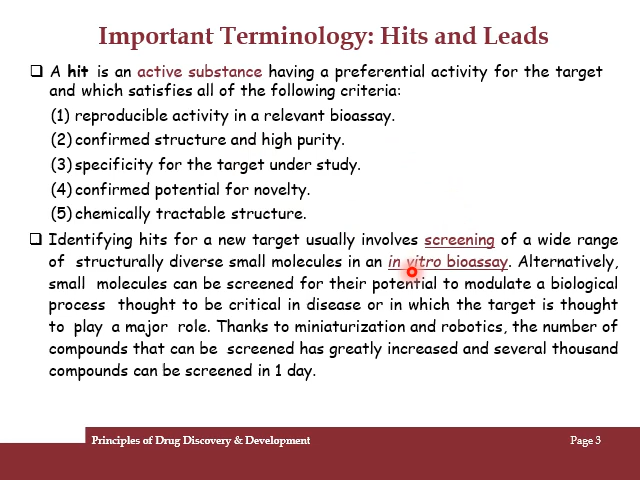 Important Terminology: Hits and Leads
❑ A hit is an active substance having a preferential activity for the target
and which satisfies all of the following criteria:
(1) reproducible activity in a relevant bioassay.
(2) confirmed structure and high purity.
(3) specificity for the target under study.
(4) confirmed potential for novelty.
(5) chemically tractable structure.
❑ Identifying hits for a new target usually involves screening of a wide range
of structurally diverse small molecules in an in vitro bioassay. Alternatively,
small molecules can be screened for their potential to modulate a biological
process thought to be critical in disease or in which the target is thought
to play a major role. Thanks to miniaturization and robotics, the number of
compounds that can be screened has greatly increased and several thousand
compounds can be screened in 1 day.
Principles of Drug Discovery & Development
Page 3